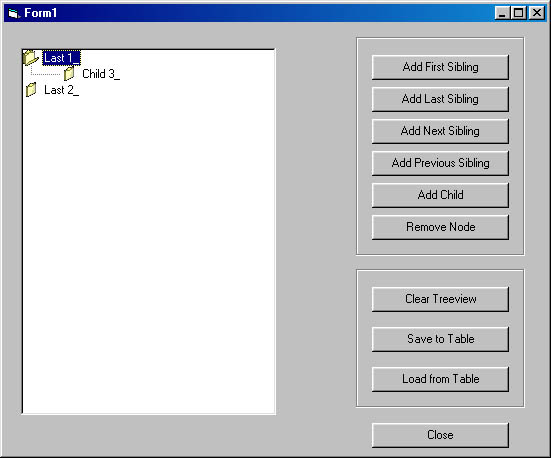 Form1
Last 1_
Child 3_
Last 2_
Add First Sibling
Add Last Sibling
Add Next Sibling
Add Previous Sibling
Add Child
Remove Node
Clear Treeview
Save to Table
Load from Table
Close